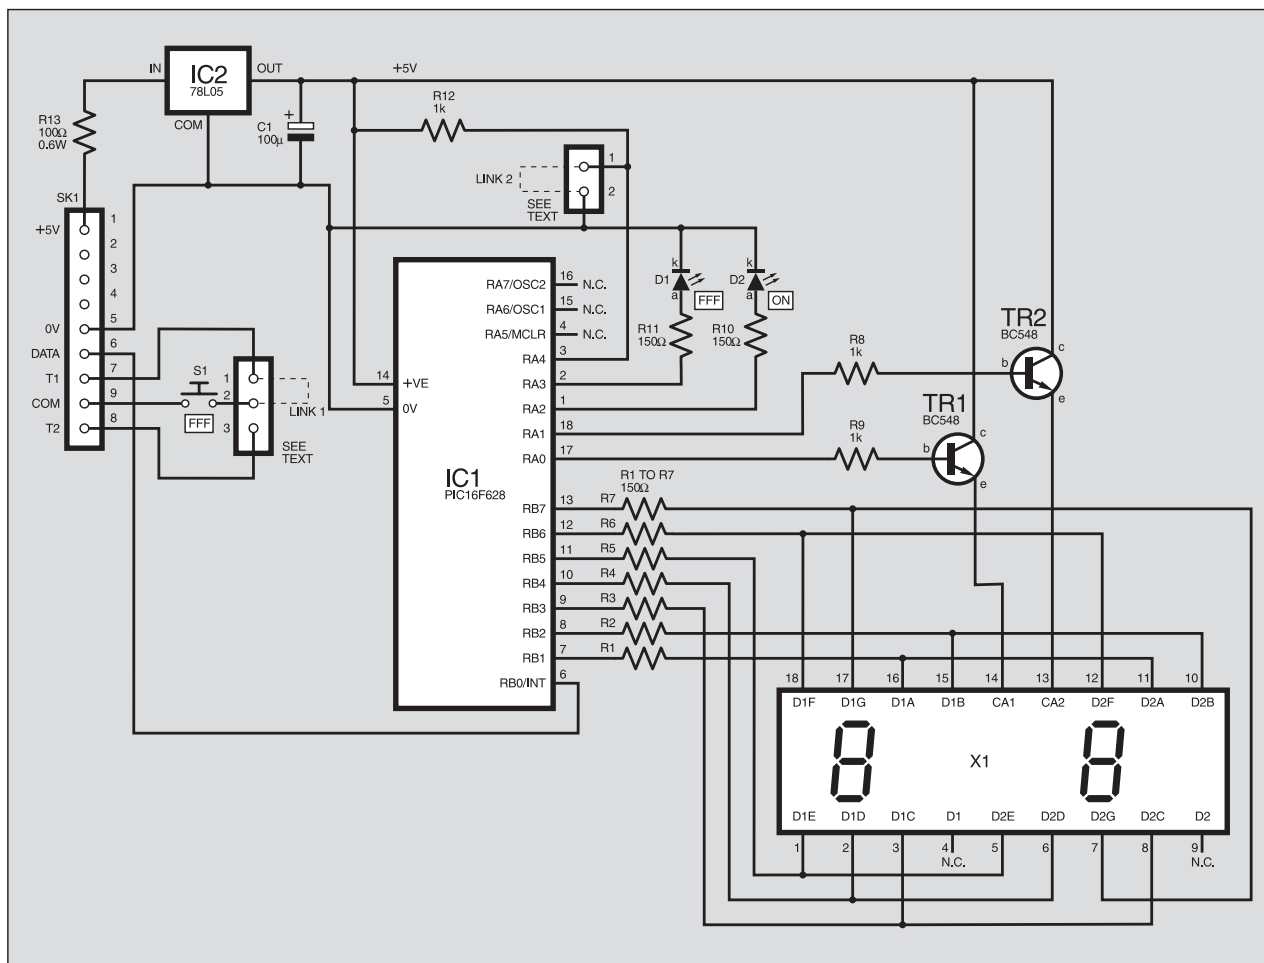 IN
IC2
78L05
OUT
COM
+5V
R13
100Ω
0.6W
C1
100µ
+
R12
1k
LINK 2
1
2
SEE
TEXT
SK1
+5V
1
2
3
4
0V
5
DATA
6
T1
7
COM
9
T2
8
S1
FFF
1
2
3
LINK 1
SEE
TEXT
k
D1
a
FFF
k
D2
a
ON
R11
150Ω
R10
150Ω
IC1
PIC16F628
14
+VE
5
0V
RA7/OSC2
16
N.C.
RA6/OSC1
15
N.C.
RA5/MCLR
4
N.C.
RA4
3
RA3
2
RA2
1
RA1
18
RA0
17
RB7
13
RB6
12
RB5
11
RB4
10
RB3
9
RB2
8
RB1
7
RB0/INT
6
R8
1k
R9
1k
TR2
BC548
b
c
e
TR1
BC548
b
c
e
R1 TO R7
150Ω
R7
R6
R5
R4
R3
R2
R1
18
17
16
15
14
13
12
11
10
D1F
D1G
D1A
D1B
CA1
CA2
D2F
D2A
D2B
X1
D1E
D1D
D1C
D1
D2E
D2D
D2G
D2C
D2
1
2
3
4
5
6
7
8
9
N.C.
N.C.